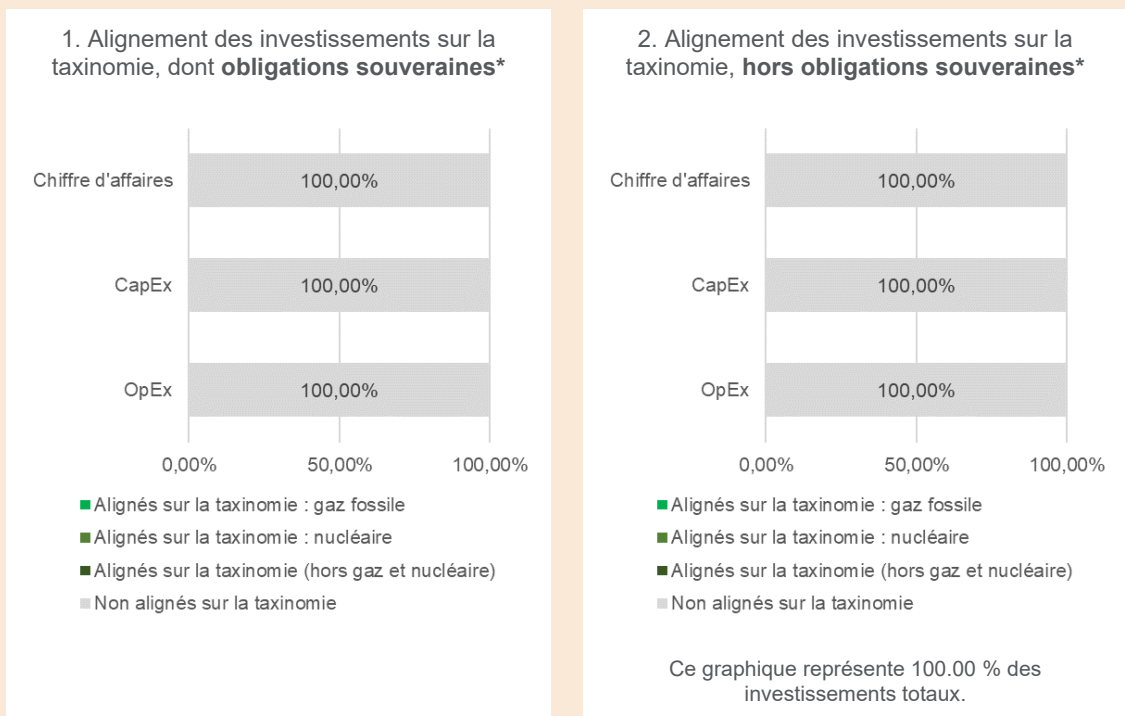 1. Alignement des investissements sur la
taxinomie, dont obligations souveraines*
Chiffre d'affaires
100,00%
CapEx
100,00%
OpEx
100,00%
0,00%
50,00%
100,00%
Alignés sur la taxinomie : gaz fossile
Alignés sur la taxinomie : nucléaire
Alignés sur la taxinomie (hors gaz et nucléaire)
Non alignés sur la taxinomie
2. Alignement des investissements sur la
taxinomie, hors obligations souveraines*
Chiffre d'affaires
100,00%
CapEx
100,00%
OpEx
100,00%
0,00%
50,00%
100,00%
Alignés sur la taxinomie : gaz fossile
Alignés sur la taxinomie : nucléaire
Alignés sur la taxinomie (hors gaz et nucléaire)
Non alignés sur la taxinomie
Ce graphique représente 100.00 % des
investissements totaux.